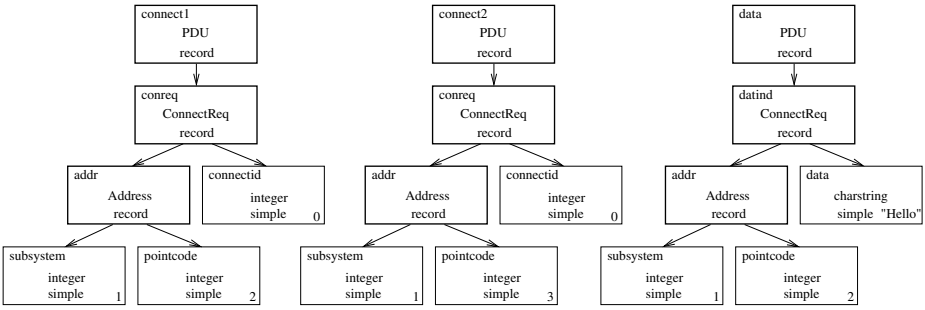 connect1
PDU
record
conreq
ConnectReq
record
addr
Address
record
connectid
integer
simple 0
subsystem
integer
simple 1
pointcode
integer
simple 2
connect2
PDU
record
conreq
ConnectReq
record
addr
Address
record
connectid
integer
simple 0
subsystem
integer
simple 1
pointcode
integer
simple 3
data
PDU
record
datind
ConnectReq
record
addr
Address
record
data
charstring
simple "Hello"
subsystem
integer
simple 1
pointcode
integer
simple 2